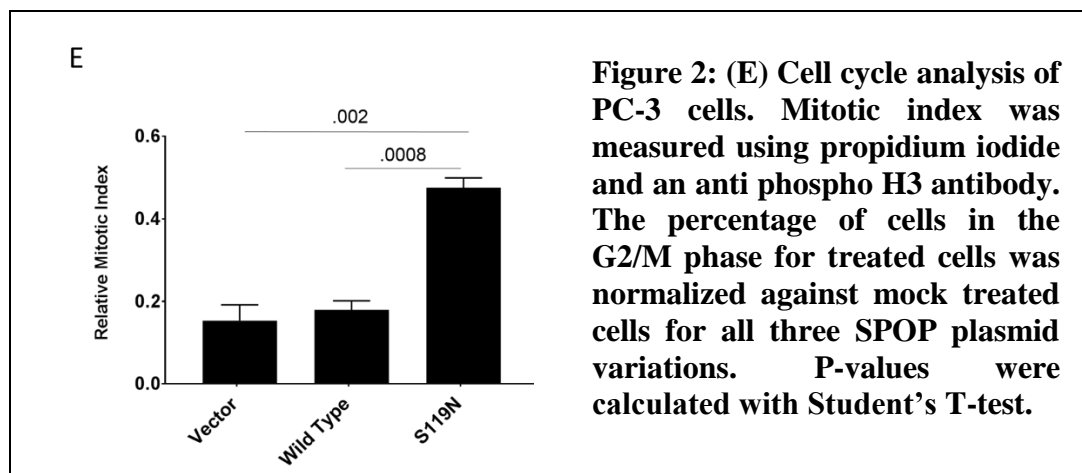 E
.002
.0008
0.6
0.4
0.2
0.0
Relative Mitotic Index
Vector
Wild Type
S119N
Figure 2: (E) Cell cycle analysis of
PC-3 cells. Mitotic index was
measured using propidium iodide
and an anti phospho H3 antibody.
The percentage of cells in the
G2/M phase for treated cells was
normalized against mock treated
cells for all three SPOP plasmid
variations. P-values were
calculated with Student’s T-test.